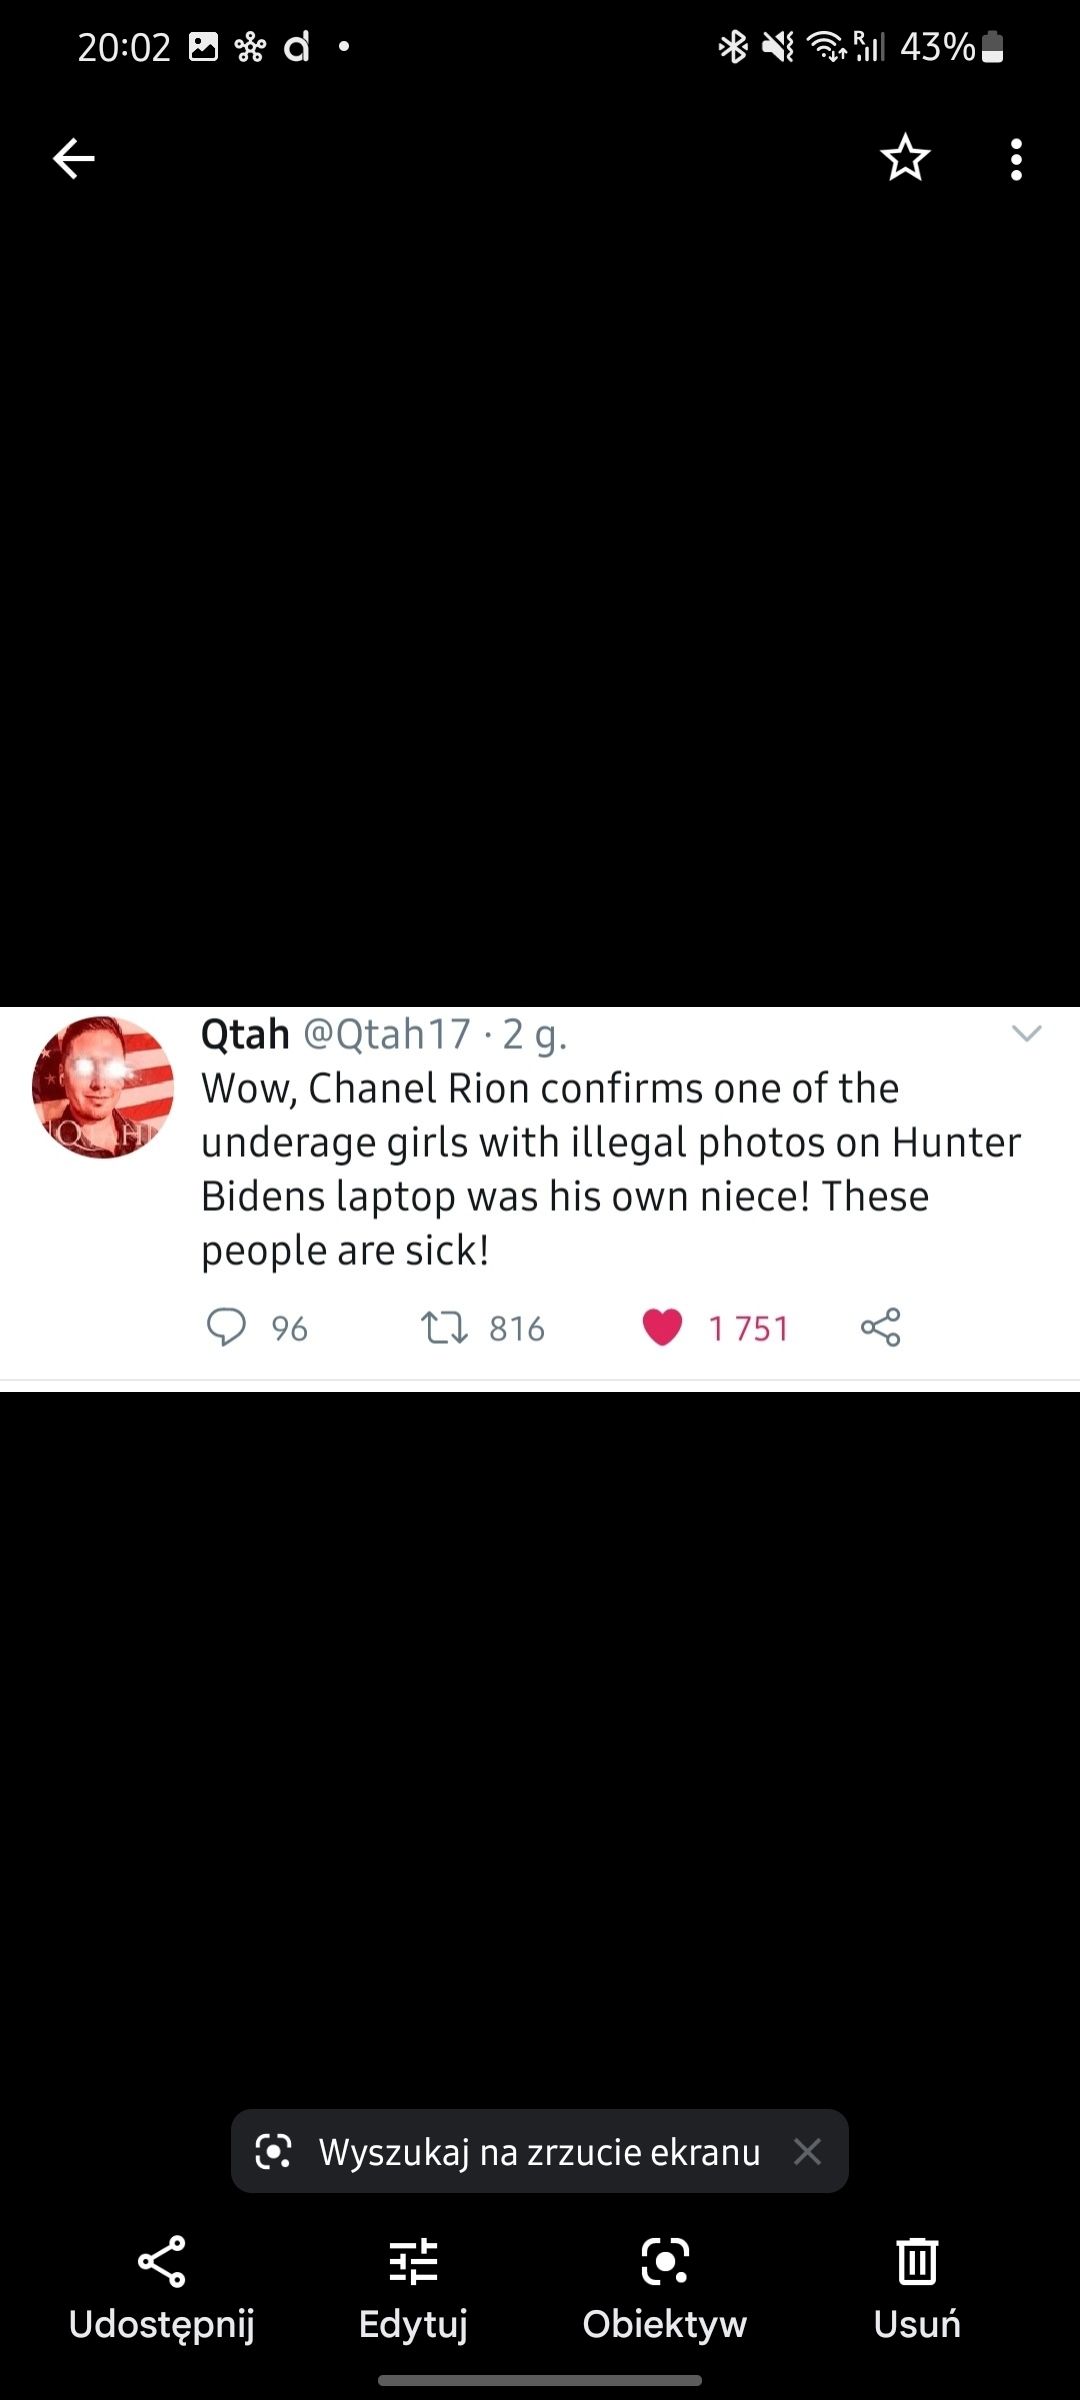 20:02
43%
Qtah @Qtah17 · 2 g.
Wow, Chanel Rion confirms one of the
underage girls with illegal photos on Hunter
Bidens laptop was his own niece! These
people are sick!
96 816 1 751
Wyszukaj na zrzucie ekranu
Udostępnij Edytuj Obiektyw Usuń